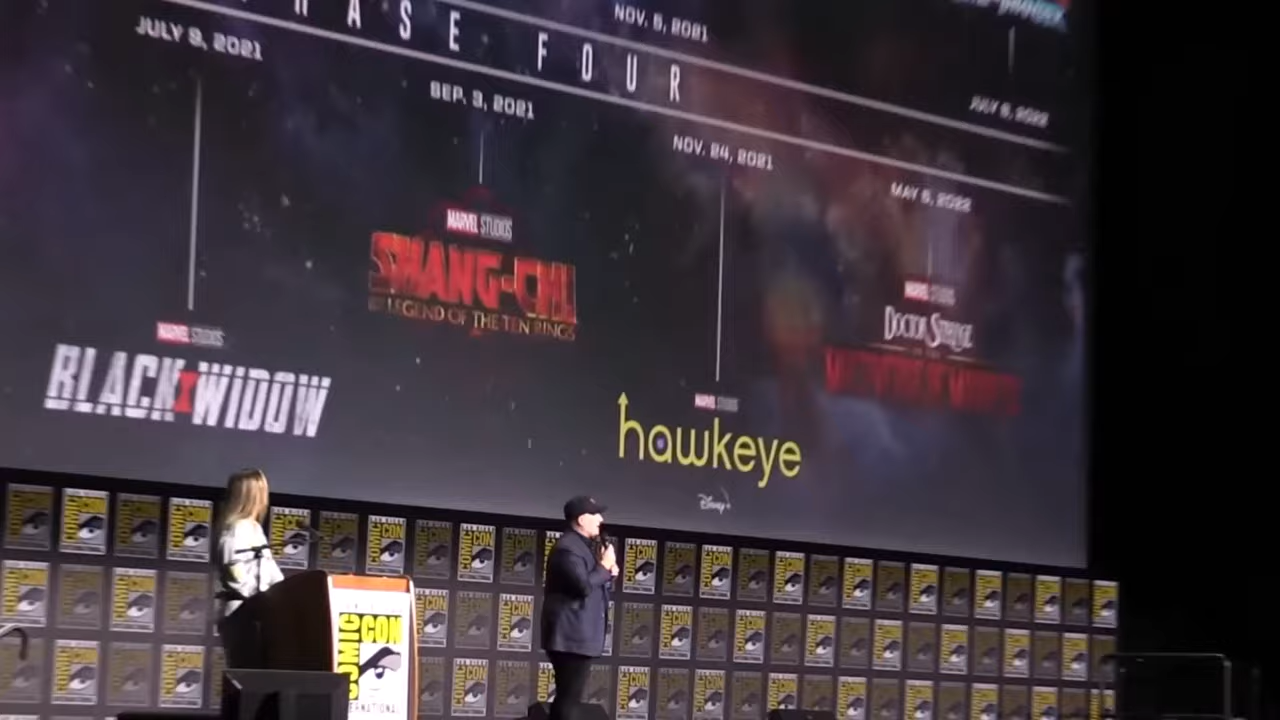 PHASE FOUR
JULY 9, 2021
NOV. 5, 2021
SEP. 3, 2021
NOV. 24, 2021
JULY 8, 2022
MAY 6, 2022
MARVEL STUDIOS
BLACK WIDOW
MARVEL STUDIOS
SHANG-CHI
LEGEND OF THE TEN RINGS
MARVEL STUDIOS
hawkeye
Disney+
MARVEL STUDIOS
DOCTOR STRANGE
COMIC CON